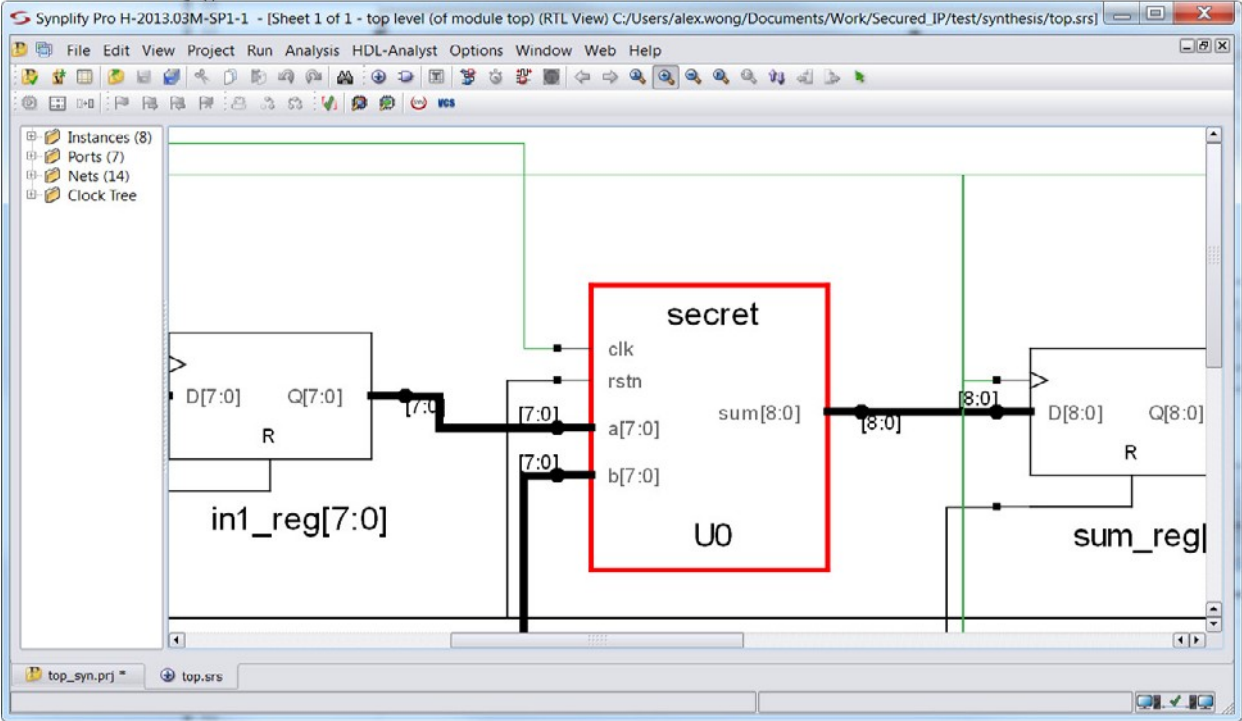 Synplify Pro H-2013.03M-SP1-1 - [Sheet 1 of 1 - top level (of module top) (RTL View) C:/Users/alex.wong/Documents/Work/Secured_IP/test/synthesis/top.srs]
File Edit View Project Run Analysis HDL-Analyst Options Window Web Help
VCS
Instances (8)
Ports (7)
Nets (14)
Clock Tree
secret
clk
rstn
D[7:0] Q[7:0] [7:0] [7:0] a[7:0] sum[8:0] [8:0] [8:0] D[8:0] Q[8:0]
R
R
[7:0] b[7:0]
in1_reg[7:0]
U0
sum_reg[
top_syn.prj *
top.srs